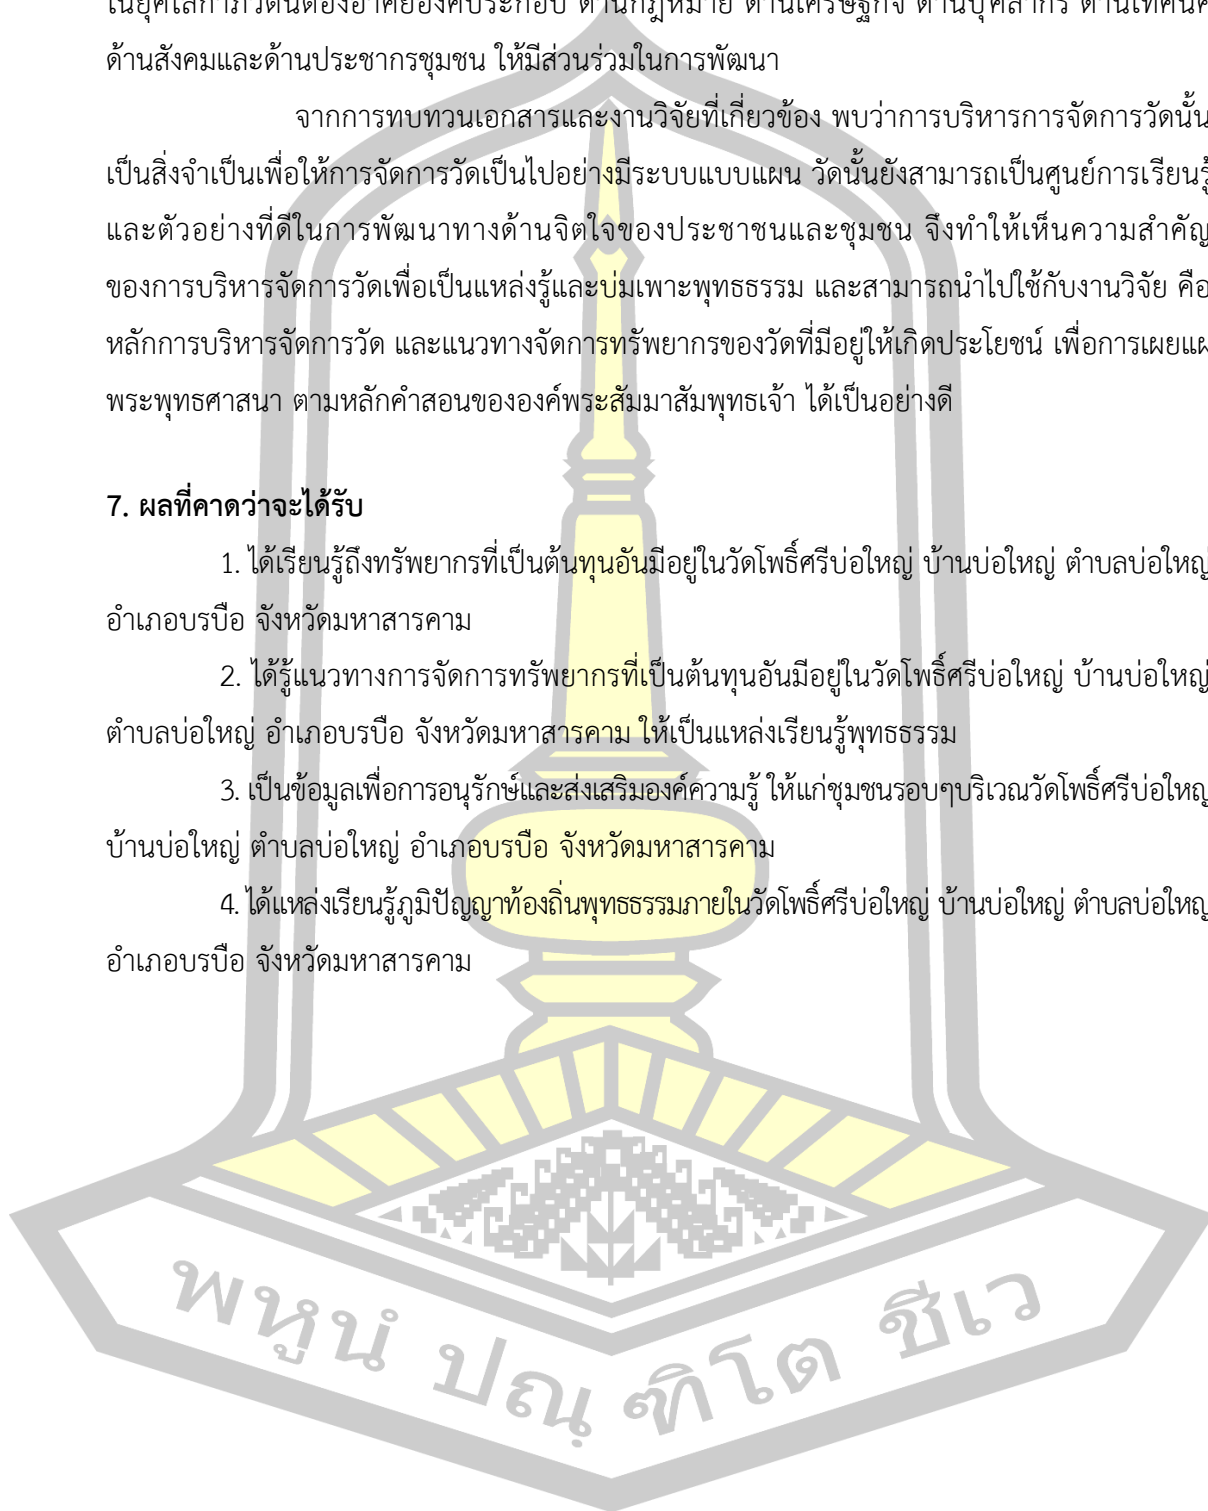 ด้านสังคมและด้านประชากรชุมชน ให้มีส่วนร่วมในการพัฒนา
จากการทบทวนเอกสารและงานวิจัยที่เกี่ยวข้อง พบว่าการบริหารการจัดการวัดนั้น
เป็นสิ่งจำเป็นเพื่อให้การจัดการวัดเป็นไปอย่างมีระบบแบบแผน วัดนั้นยังสามารถเป็นศูนย์การเรียนรู้
และตัวอย่างที่ดีในการพัฒนาทางด้านจิตใจของประชาชนและชุมชน จึงทำให้เห็นความสำคัญ
ของการบริหารจัดการวัดเพื่อเป็นแหล่งรู้และบ่มเพาะพุทธธรรม และสามารถนำไปใช้กับงานวิจัย คือ
หลักการบริหารจัดการวัด และแนวทางจัดการทรัพยากรของวัดที่มีอยู่ให้เกิดประโยชน์ เพื่อการ
พระพุทธศาสนา ตามหลักคำสอนขององค์พระสัมมาสัมพุทธเจ้า ได้เป็นอย่างดี
7. ผลที่คาดว่าจะได้รับ
1. ได้เรียนรู้ถึงทรัพยากรที่เป็นต้นทุนอันมีอยู่ในวัดโพธิ์ศรีบ่อใหญ่ บ้านบ่อใหญ่ ตำบลบ่อใหญ่
อำเภอบรบือ จังหวัดมหาสารคาม
2. ได้รู้แนวทางการจัดการทรัพยากรที่เป็นต้นทุนอันมีอยู่ในวัดโพธิ์ศรีบ่อใหญ่ บ้านบ่อใหญ่
ตำบลบ่อใหญ่ อำเภอบรบือ จังหวัดมหาสารคาม ให้เป็นแหล่งเรียนรู้พุทธธรรม
3. เป็นข้อมูลเพื่อการอนุรักษ์และส่งเสริมองค์ความรู้ ให้แก่ชุมชนรอบๆบริเวณวัดโพธิ์ศรีบ่อใหญ่
บ้านบ่อใหญ่ ตำบลบ่อใหญ่ อำเภอบรบือ จังหวัดมหาสารคาม
4. ได้แหล่งเรียนรู้ภูมิปัญญาท้องถิ่นพุทธธรรมภายในวัดโพธิ์ศรีบ่อใหญ่ บ้านบ่อใหญ่ ตำบลบ่อใหญ่
อำเภอบรบือ จังหวัดมหาสารคาม
พหูนํ ปณฺฑิโต ชีเว